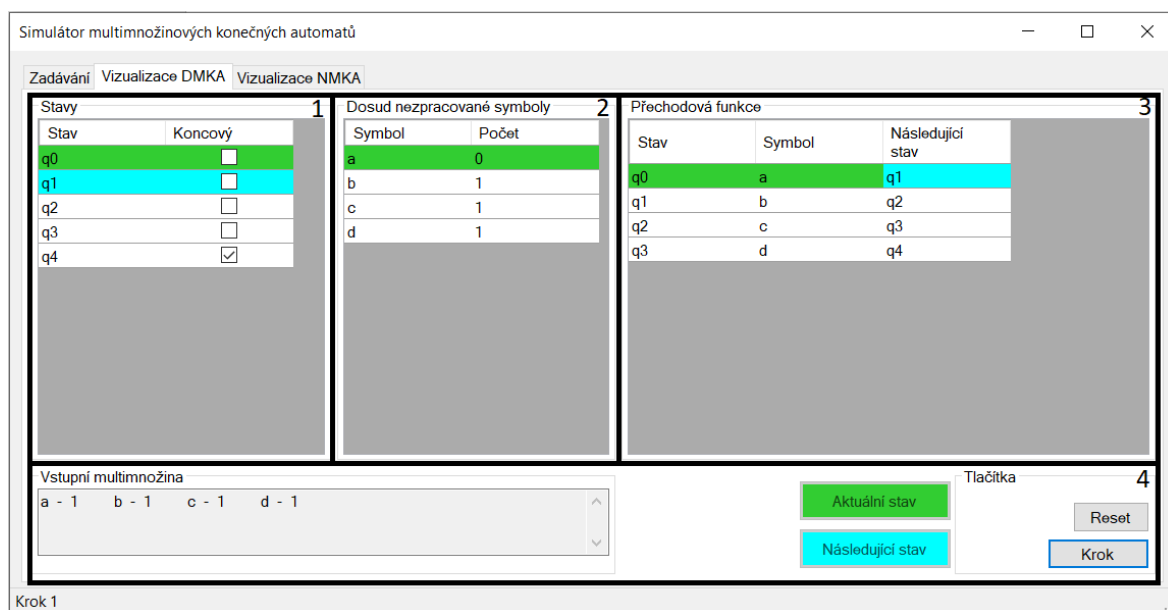 Simulátor multimnožinových konečných automatů
Zadávání Vizualizace DMKA Vizualizace NMKA
Stavy 1
Stav Koncový
q0
q1
q2
q3
q4
Dosud nezpracované symboly 2
Symbol Počet
a 0
b 1
c 1
d 1
Přechodová funkce 3
Stav Symbol Následující
stav
q0 a q1
q1 b q2
q2 c q3
q3 d q4
Vstupní multimnožina
a - 1 b - 1 c - 1 d - 1
Aktuální stav
Následující stav
Tlačítka 4
Reset
Krok
Krok 1